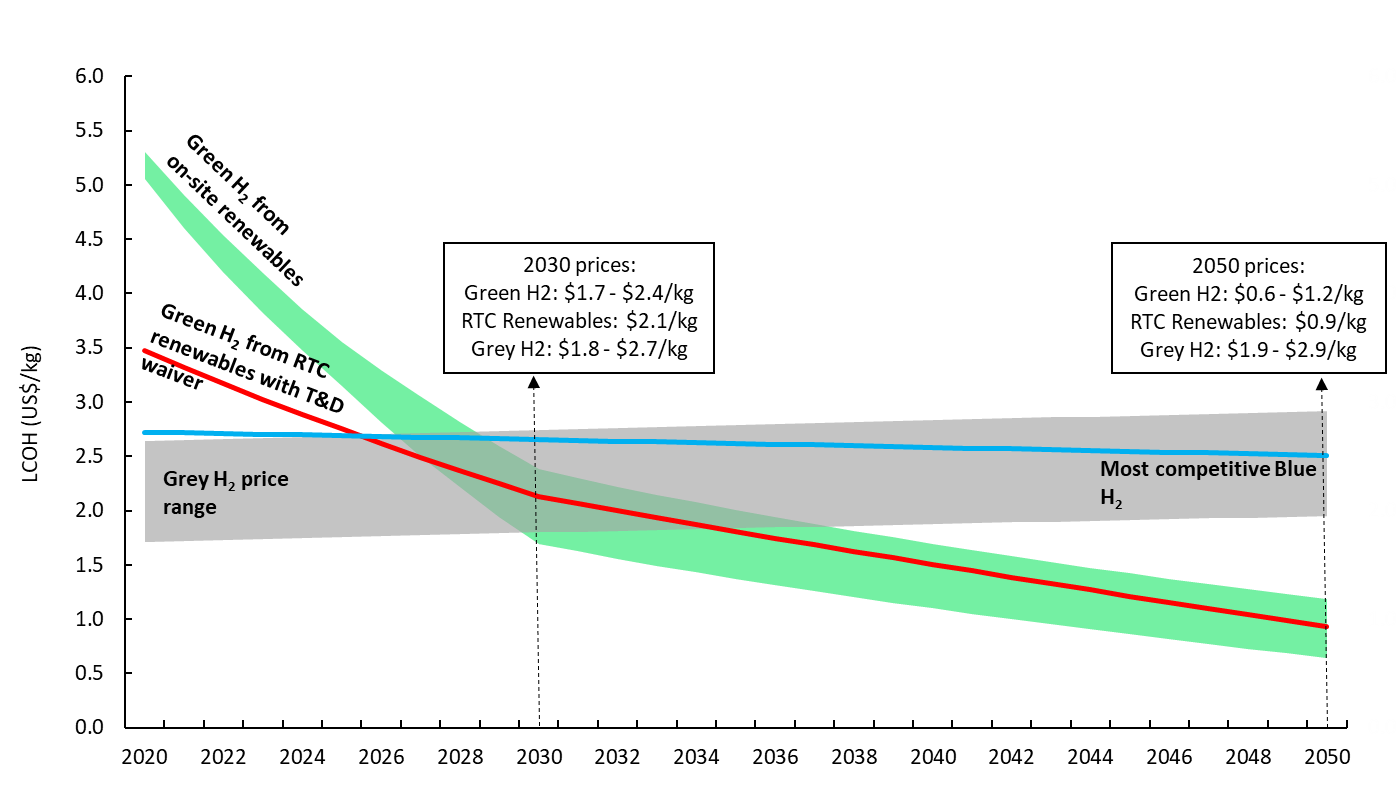 6.0
5.5
5.0
4.5
4.0
3.5
3.0
2.5
2.0
1.5
1.0
0.5
0.0
LCOH (US$/kg)
Green H2 from
on-site renewables
Green H2 from RTC
renewables with T&D
waiver
Grey H2 price
range
2030 prices:
Green H2: $1.7 - $2.4/kg
RTC Renewables: $2.1/kg
Grey H2: $1.8 - $2.7/kg
2050 prices:
Green H2: $0.6 - $1.2/kg
RTC Renewables: $0.9/kg
Grey H2: $1.9 - $2.9/kg
Most competitive Blue
H2
2020 2022 2024 2026 2028 2030 2032 2034 2036 2038 2040 2042 2044 2046 2048 2050